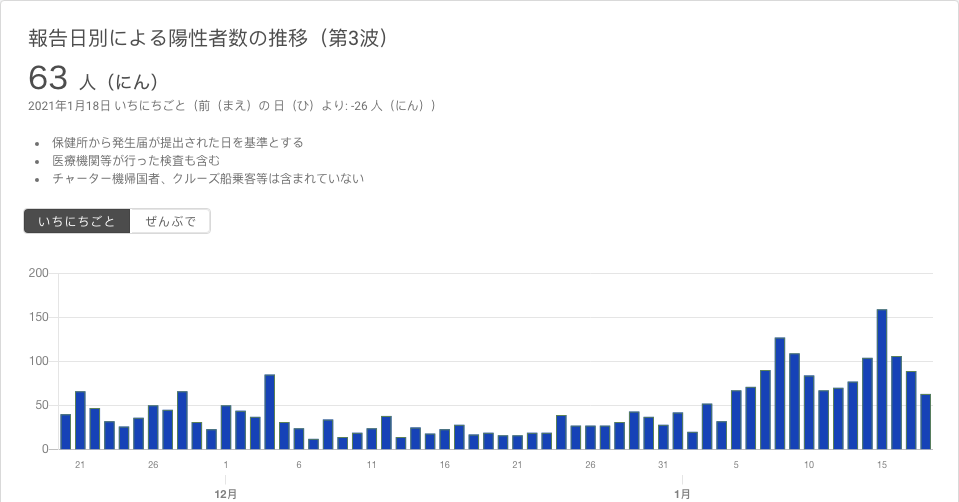 報告日別による陽性者数の推移（第3波）
63 人（にん）
2021年1月18日 いちにちごと（前（まえ）の 日（ひ）より: -26 人（にん））
保健所から発生届が提出された日を基準とする
医療機関等が行った検査も含む
チャーター機帰国者、クルーズ船乗客等は含まれていない
いちにちごと ぜんぶで
200
150
100
50
0
21 26 1 6 11 16 21 26 31 5 10 15
12月 1月